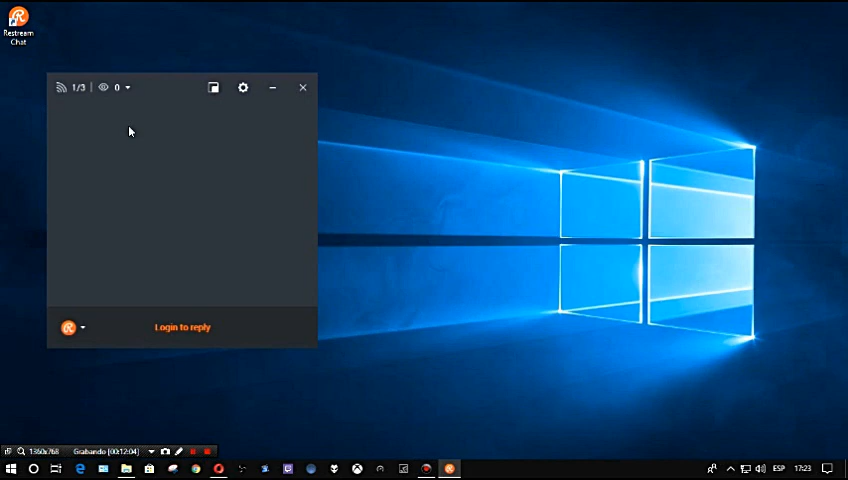 Restream
Chat
1/3
0
Login to reply
1360x768
Grabando [00:12:04]
ESP
17:23